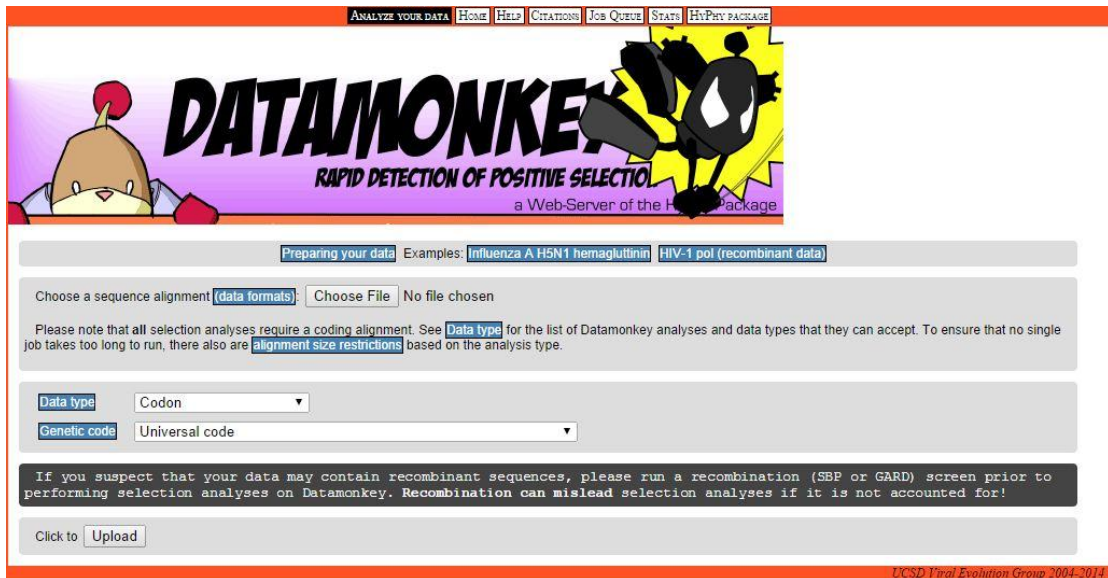 ANALYZE YOUR DATA HOME HELP CITATIONS JOB QUEUE STATS HYPHY PACKAGE
DATAMONKEY
RAPID DETECTION OF POSITIVE SELECTION
a Web-Server of the H Package
Preparing your data Examples: Influenza A H5N1 hemagluttinin HIV-1 pol (recombinant data)
Choose a sequence alignment (data formats): Choose File No file chosen
Please note that all selection analyses require a coding alignment. See Data type for the list of Datamonkey analyses and data types that they can accept. To ensure that no single
job takes too long to run, there also are alignment size restrictions based on the analysis type.
Data type Codon
Genetic code Universal code
If you suspect that your data may contain recombinant sequences, please run a recombination (SBP or GARD) screen prior to
performing selection analyses on Datamonkey. Recombination can mislead selection analyses if it is not accounted for!
Click to Upload
UCSD Viral Evolution Group 2004-2014